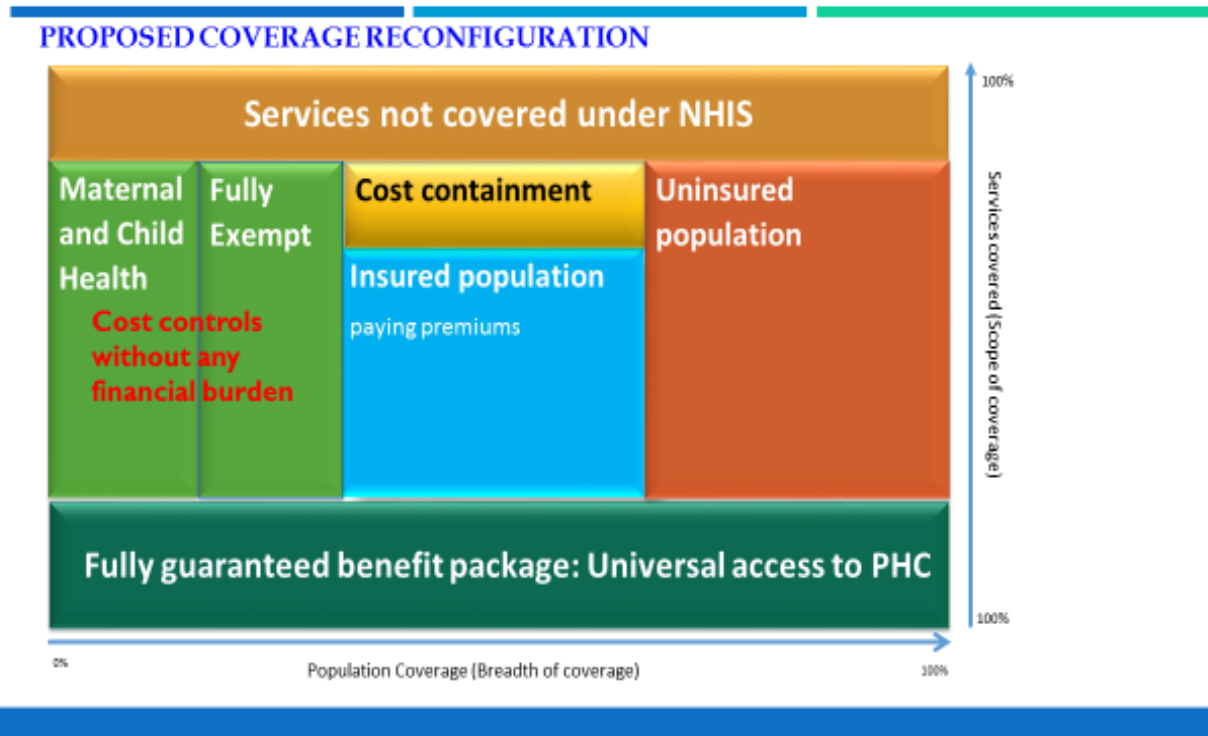 PROPOSED COVERAGE RECONFIGURATION
100%
Services not covered under NHIS
Maternal
and Child
Health
Fully
Exempt
Cost controls
without any
financial burden
Cost containment
Insured population
paying premiums
Uninsured
population
Services covered (Scope of coverage)
Fully guaranteed benefit package: Universal access to PHC
100%
0%
Population Coverage (Breadth of coverage)
100%